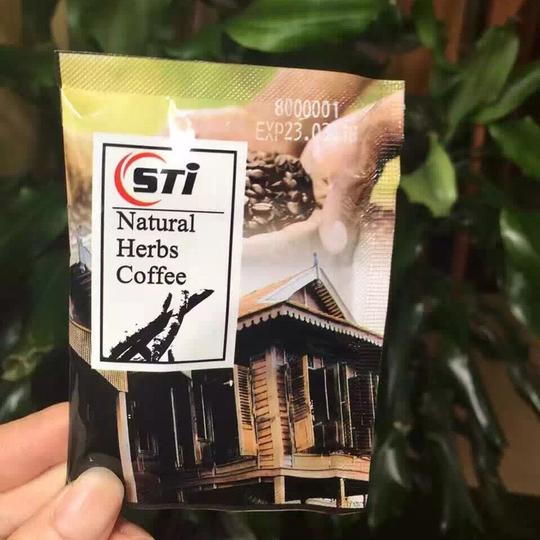 8000001
STi
Natural
Herbs
Coffee